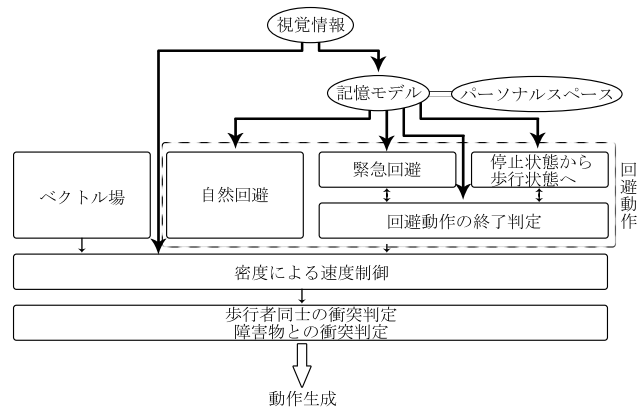 視覚情報
記憶モデル
パーソナルスペース
ベクトル場
自然回避
緊急回避
停止状態から
歩行状態へ
回避動作の終了判定
回避動作
密度による速度制御
歩行者同士の衝突判定
障害物との衝突判定
動作生成